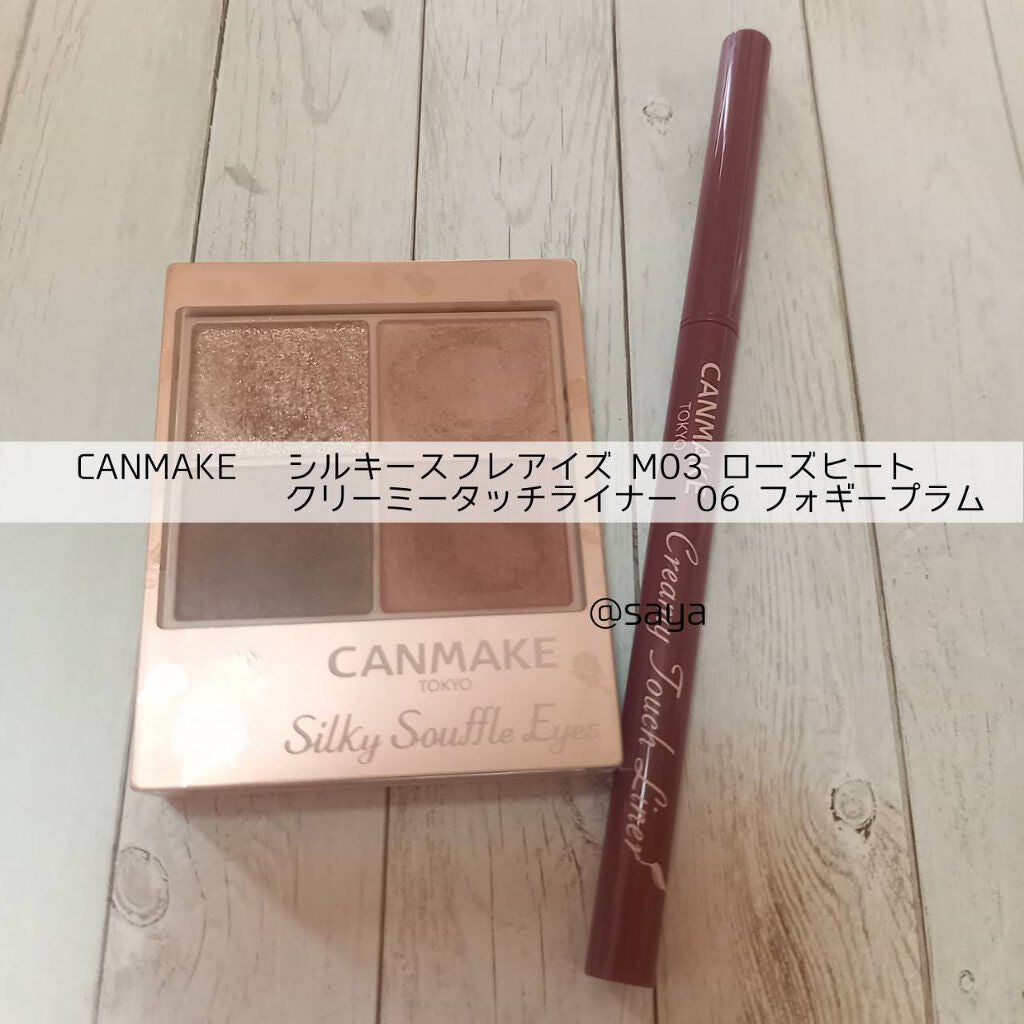 CANMAKE シルキースフレアイズ M03 ローズヒート
クリーミータッチライナー 06 フォギープラム
@saya
CANMAKE
TOKYO
Silky Souffle Eyes
CANMAKE
TOKYO
Creamy Touch Liner